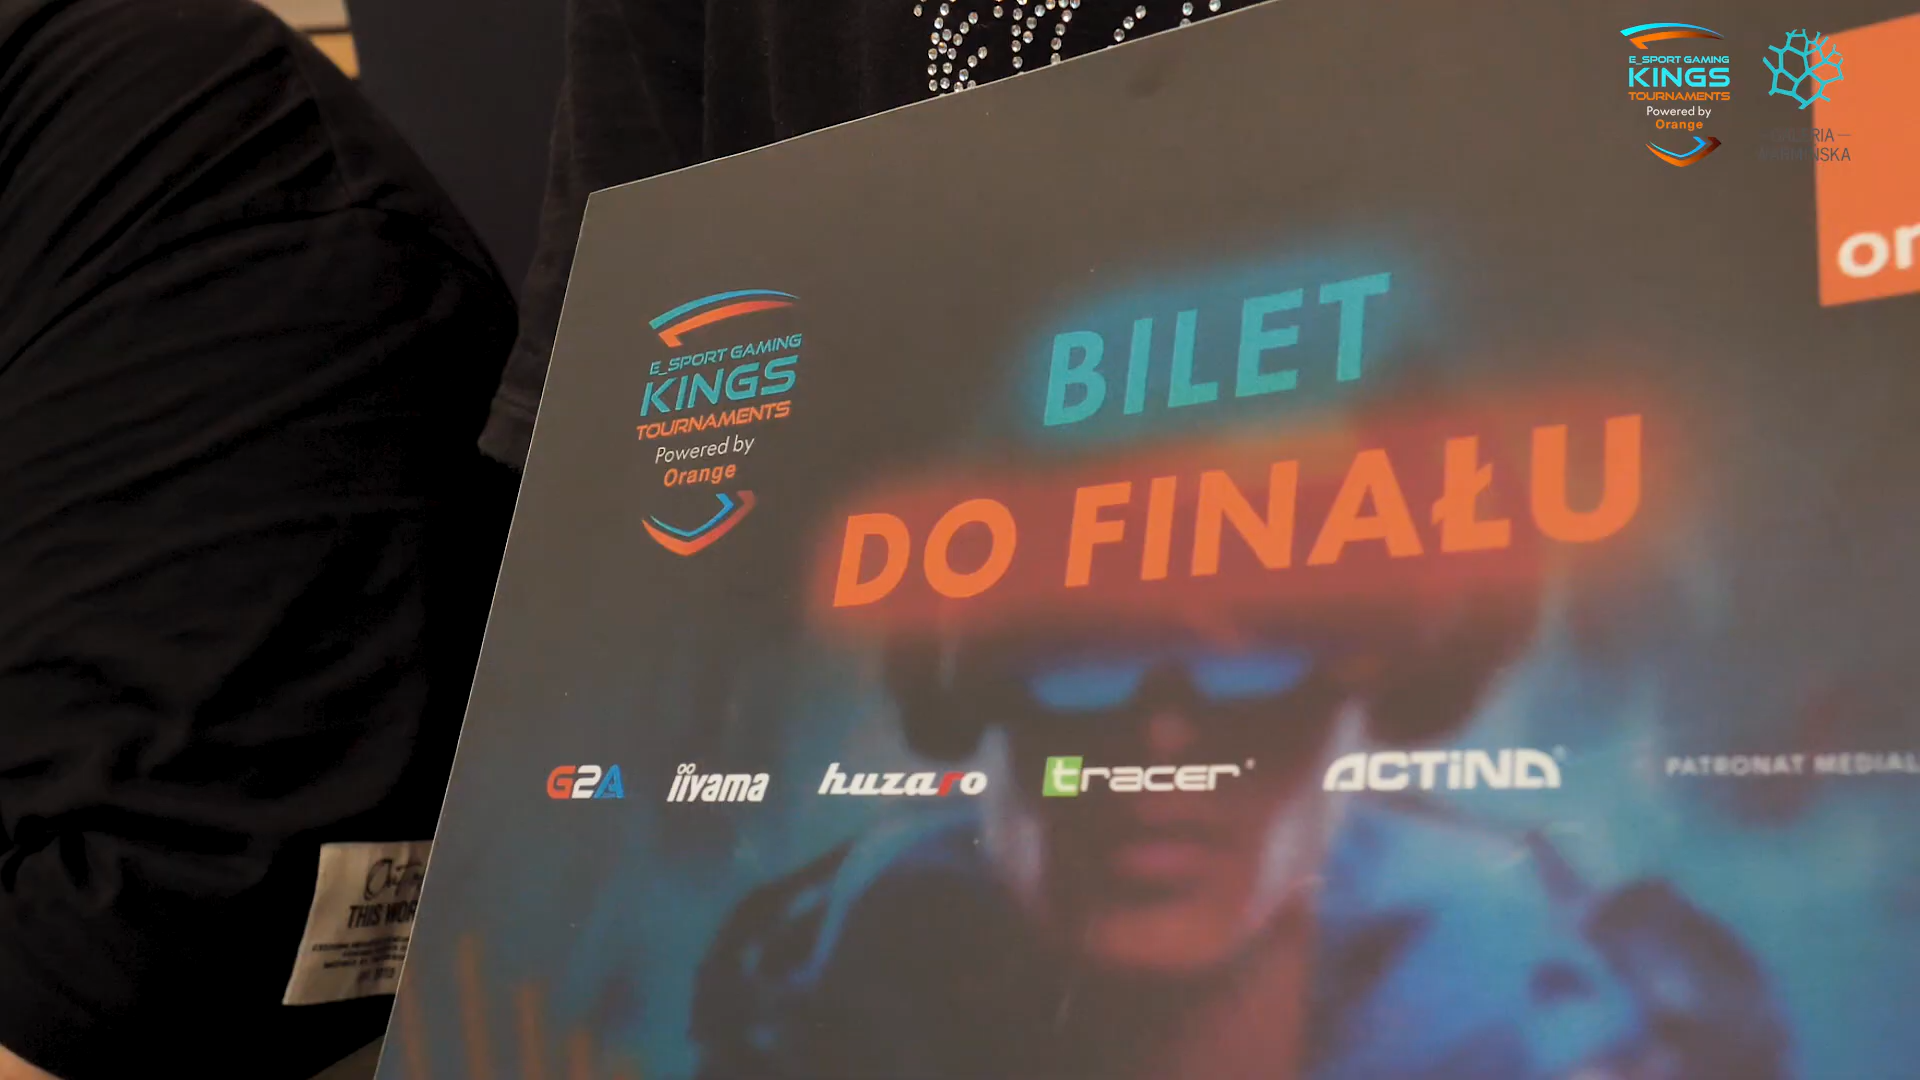 E_SPORT GAMING
KINGS
TOURNAMENTS
Powered by
Orange
BILET
DO FINAŁU
E_SPORT GAMING
KINGS
TOURNAMENTS
Powered by
Orange
G2A
iiyama
huzaro
tracer
ACTINA
PATRONAT
THIS